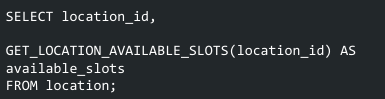 SELECT location_id,
GET_LOCATION_AVAILABLE_SLOTS(location_id) AS
available_slots
FROM location;